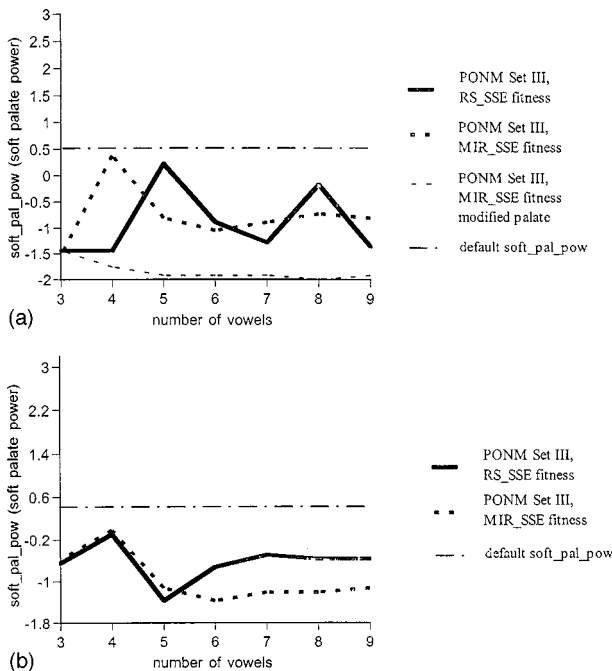 3
2.5
2
1.5
1
0.5
0
-0.5
-1
-1.5
-2
soft_pal_pow (soft palate power)
3 4 5 6 7 8 9
number of vowels
(a)
PONM Set III,
RS_SSE fitness
PONM Set III,
MIR_SSE fitness
PONM Set III,
MIR_SSE fitness
modified palate
default soft_pal_pow
3
2.2
1.4
0.6
-0.2
-1
-1.8
soft_pal_pow (soft palate power)
3 4 5 6 7 8 9
number of vowels
(b)
PONM Set III,
RS_SSE fitness
PONM Set III,
MIR_SSE fitness
default soft_pal_pow